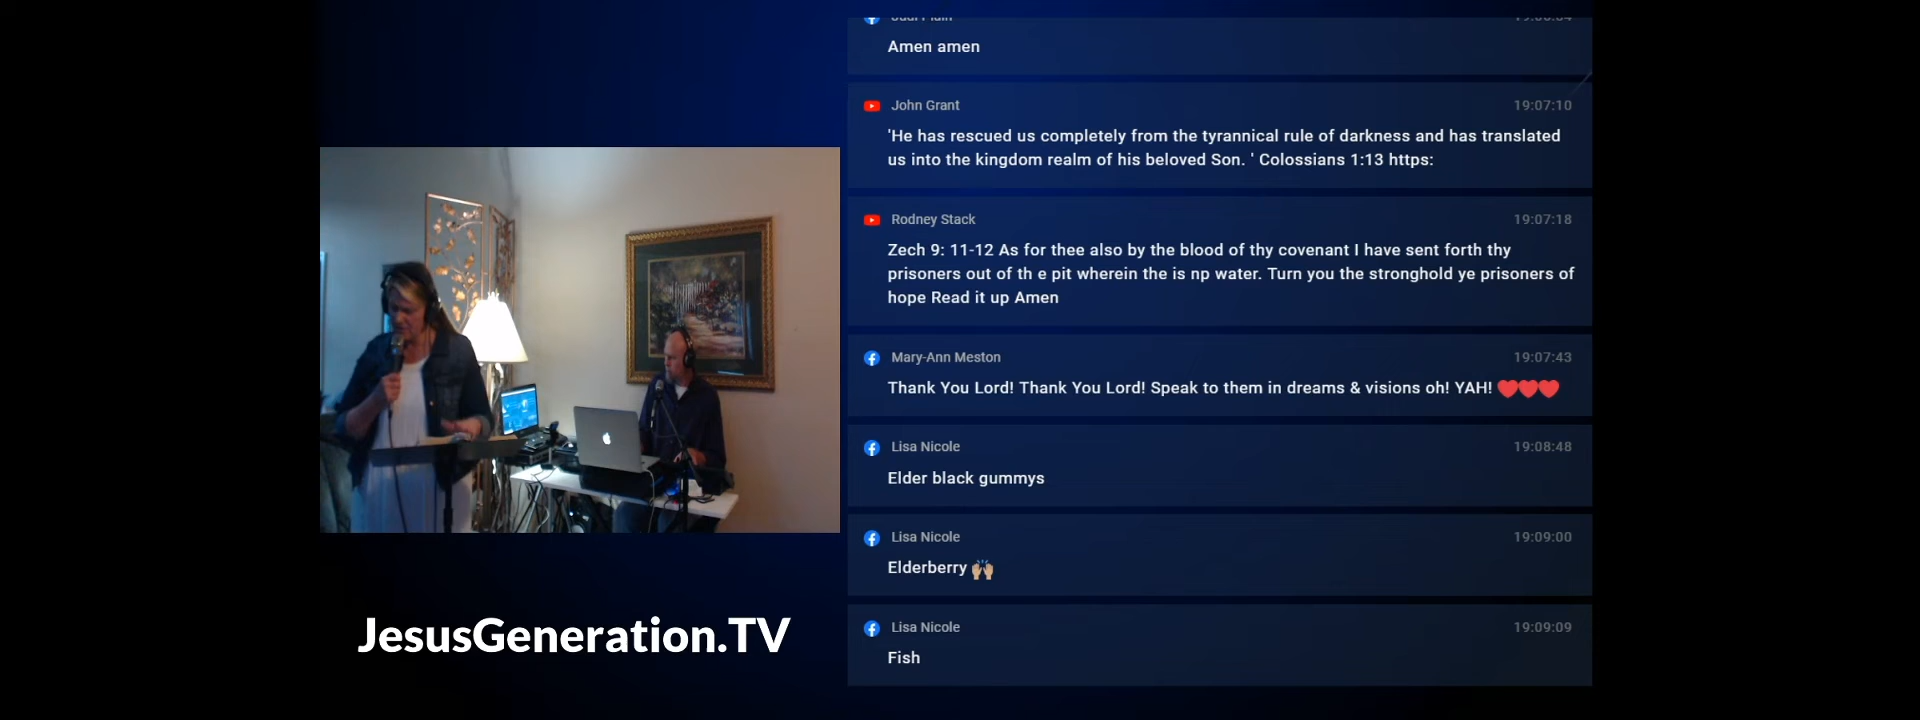 Amen amen
John Grant 19:07:10
'He has rescued us completely from the tyrannical rule of darkness and has translated
us into the kingdom realm of his beloved Son. ' Colossians 1:13 https:
Rodney Stack 19:07:18
Zech 9: 11-12 As for thee also by the blood of thy covenant I have sent forth thy
prisoners out of th e pit wherein the is np water. Turn you the stronghold ye prisoners of
hope Read it up Amen
Mary-Ann Meston 19:07:43
Thank You Lord! Thank You Lord! Speak to them in dreams & visions oh! YAH! ❤️❤️❤️
Lisa Nicole 19:08:48
Elder black gummys
Lisa Nicole 19:09:00
Elderberry 🙌🏼
Lisa Nicole 19:09:09
Fish
JesusGeneration.TV